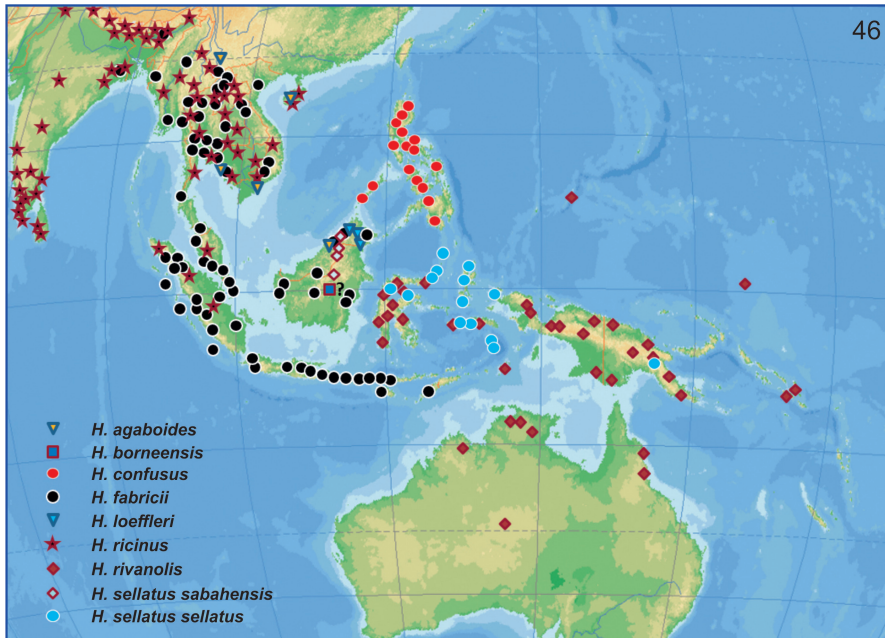 46
?
H. agaboides
H. borneensis
H. confusus
H. fabricii
H. loeffleri
H. ricinus
H. rivanolis
H. sellatus sabahensis
H. sellatus sellatus